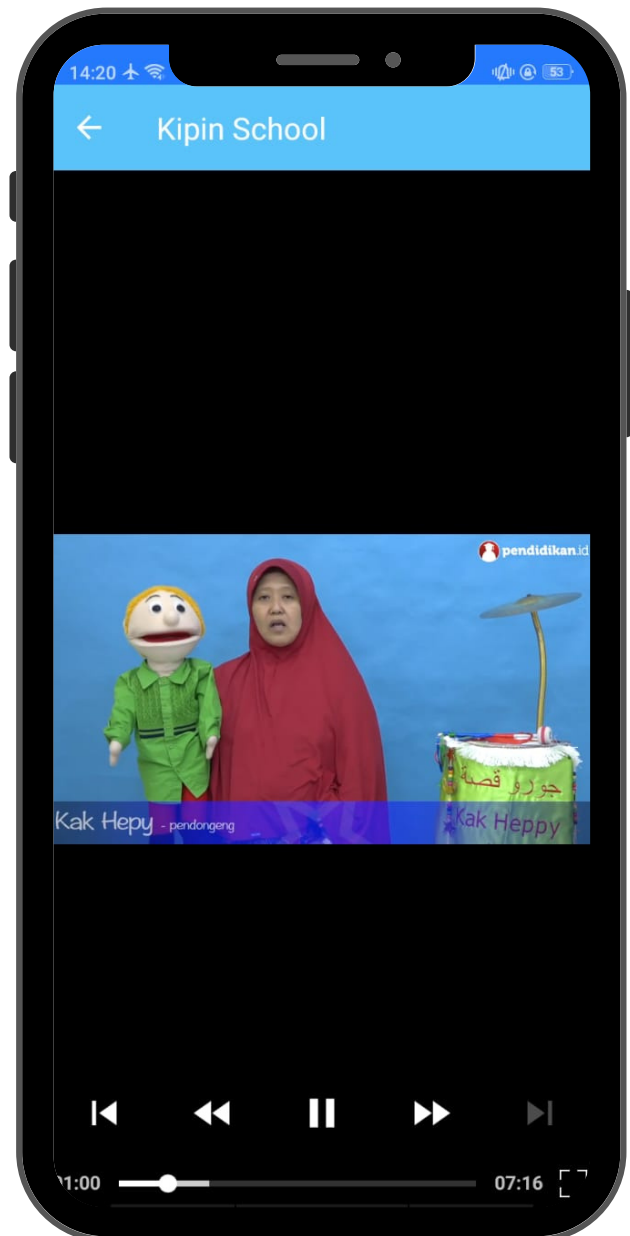 14:20
53
Kipin School
pendidikan.id
جورو قصة
Kak Heppy
Kak Hepy - pendongeng
01:00
07:16